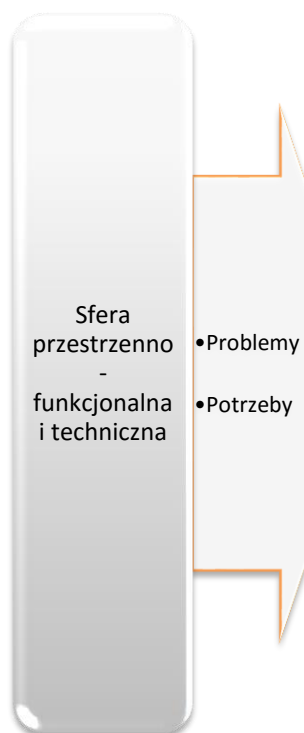 Sfera
przestrzenno
-
funkcjonalna
i techniczna
•Problemy
•Potrzeby